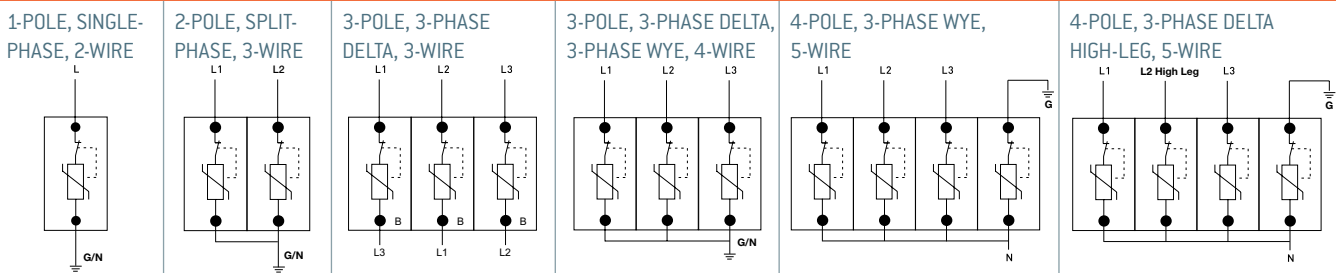 1-POLE, SINGLE-
PHASE, 2-WIRE
L
G/N
2-POLE, SPLIT-
PHASE, 3-WIRE
L1 L2
G/N
3-POLE, 3-PHASE
DELTA, 3-WIRE
L1 L2 L3
B B B
L3 L1 L2
3-POLE, 3-PHASE DELTA,
3-PHASE WYE, 4-WIRE
L1 L2 L3
G/N
4-POLE, 3-PHASE WYE,
5-WIRE
L1 L2 L3
G
N
4-POLE, 3-PHASE DELTA
HIGH-LEG, 5-WIRE
L1 L2 High Leg L3
G
N